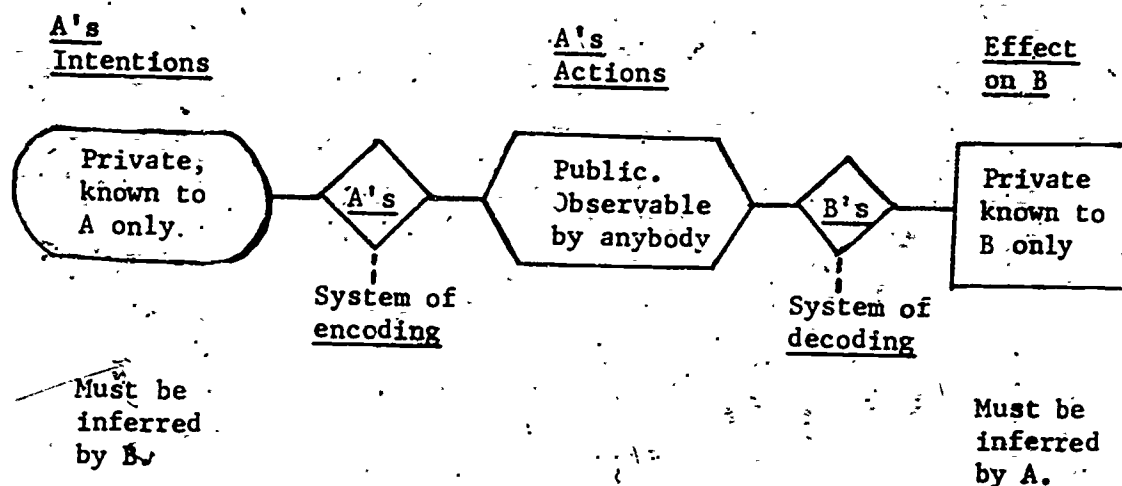 A's
Intentions
A's
Actions
Effect
on B
Private,
known to
A only.
A's
Public.
Observable
by anybody
B's
Private
known to
B only
System of
encoding
System of
decoding
Must be
inferred
by B.
Must be
inferred
by A.